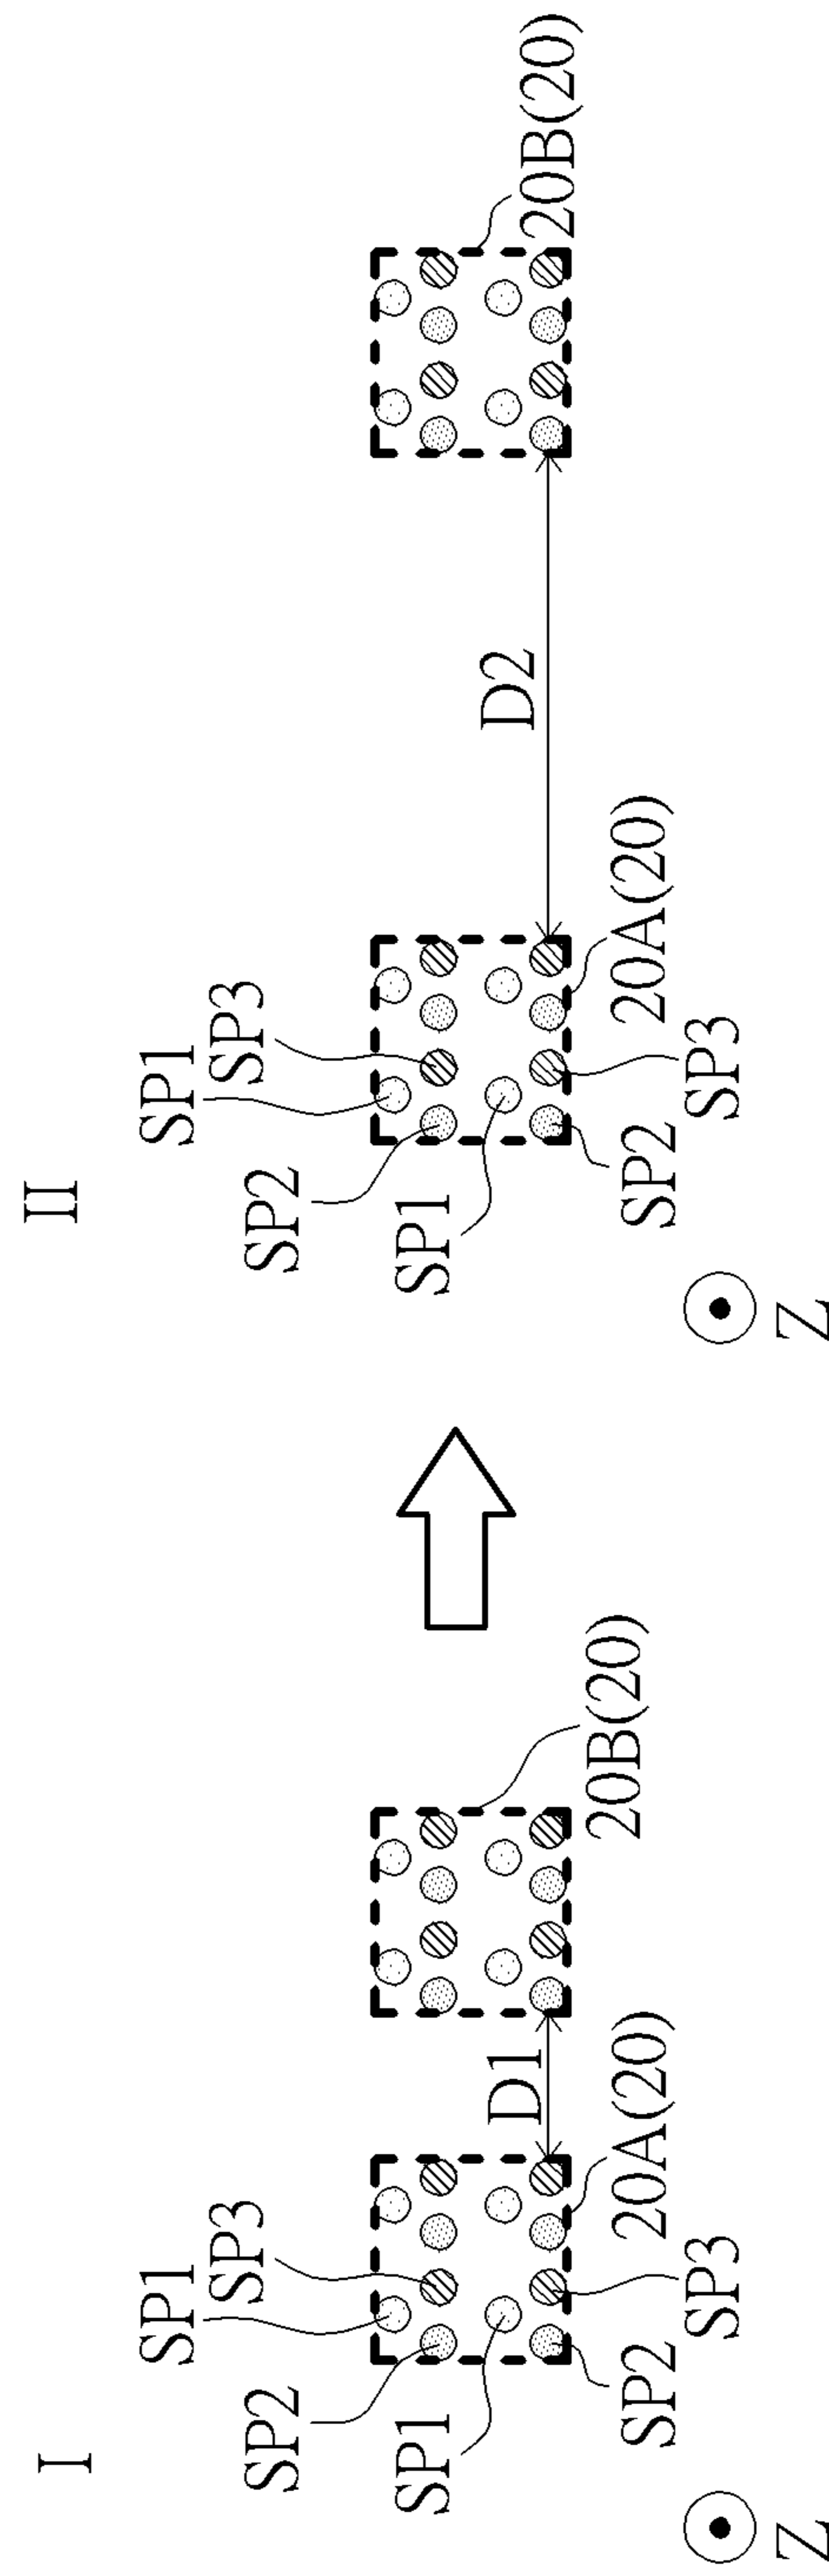 I
SP1
SP3
SP2
SP1
D1
20B(20)
20A(20)
SP2
SP3
Z
II
SP1
SP3
SP2
SP1
D2
20B(20)
20A(20)
SP2
SP3
Z